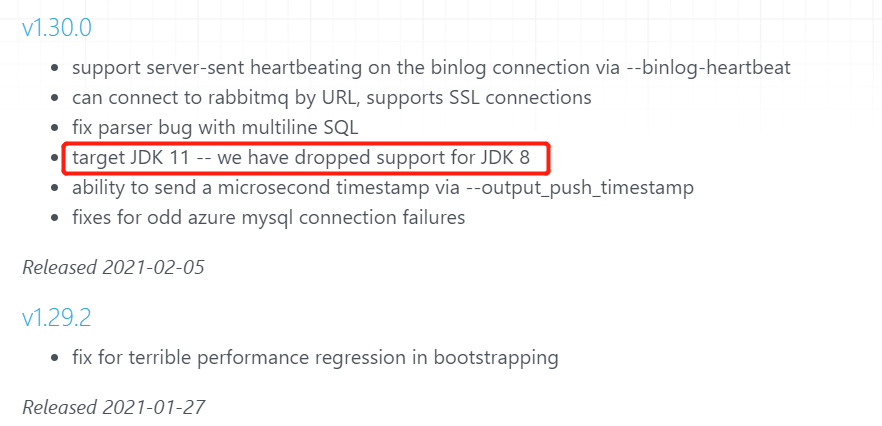 v1.30.0
support server-sent heartbeating on the binlog connection via --binlog-heartbeat
can connect to rabbitmq by URL, supports SSL connections
fix parser bug with multiline SQL
target JDK 11 -- we have dropped support for JDK 8
ability to send a microsecond timestamp via --output_push_timestamp
fixes for odd azure mysql connection failures
Released 2021-02-05
v1.29.2
fix for terrible performance regression in bootstrapping
Released 2021-01-27